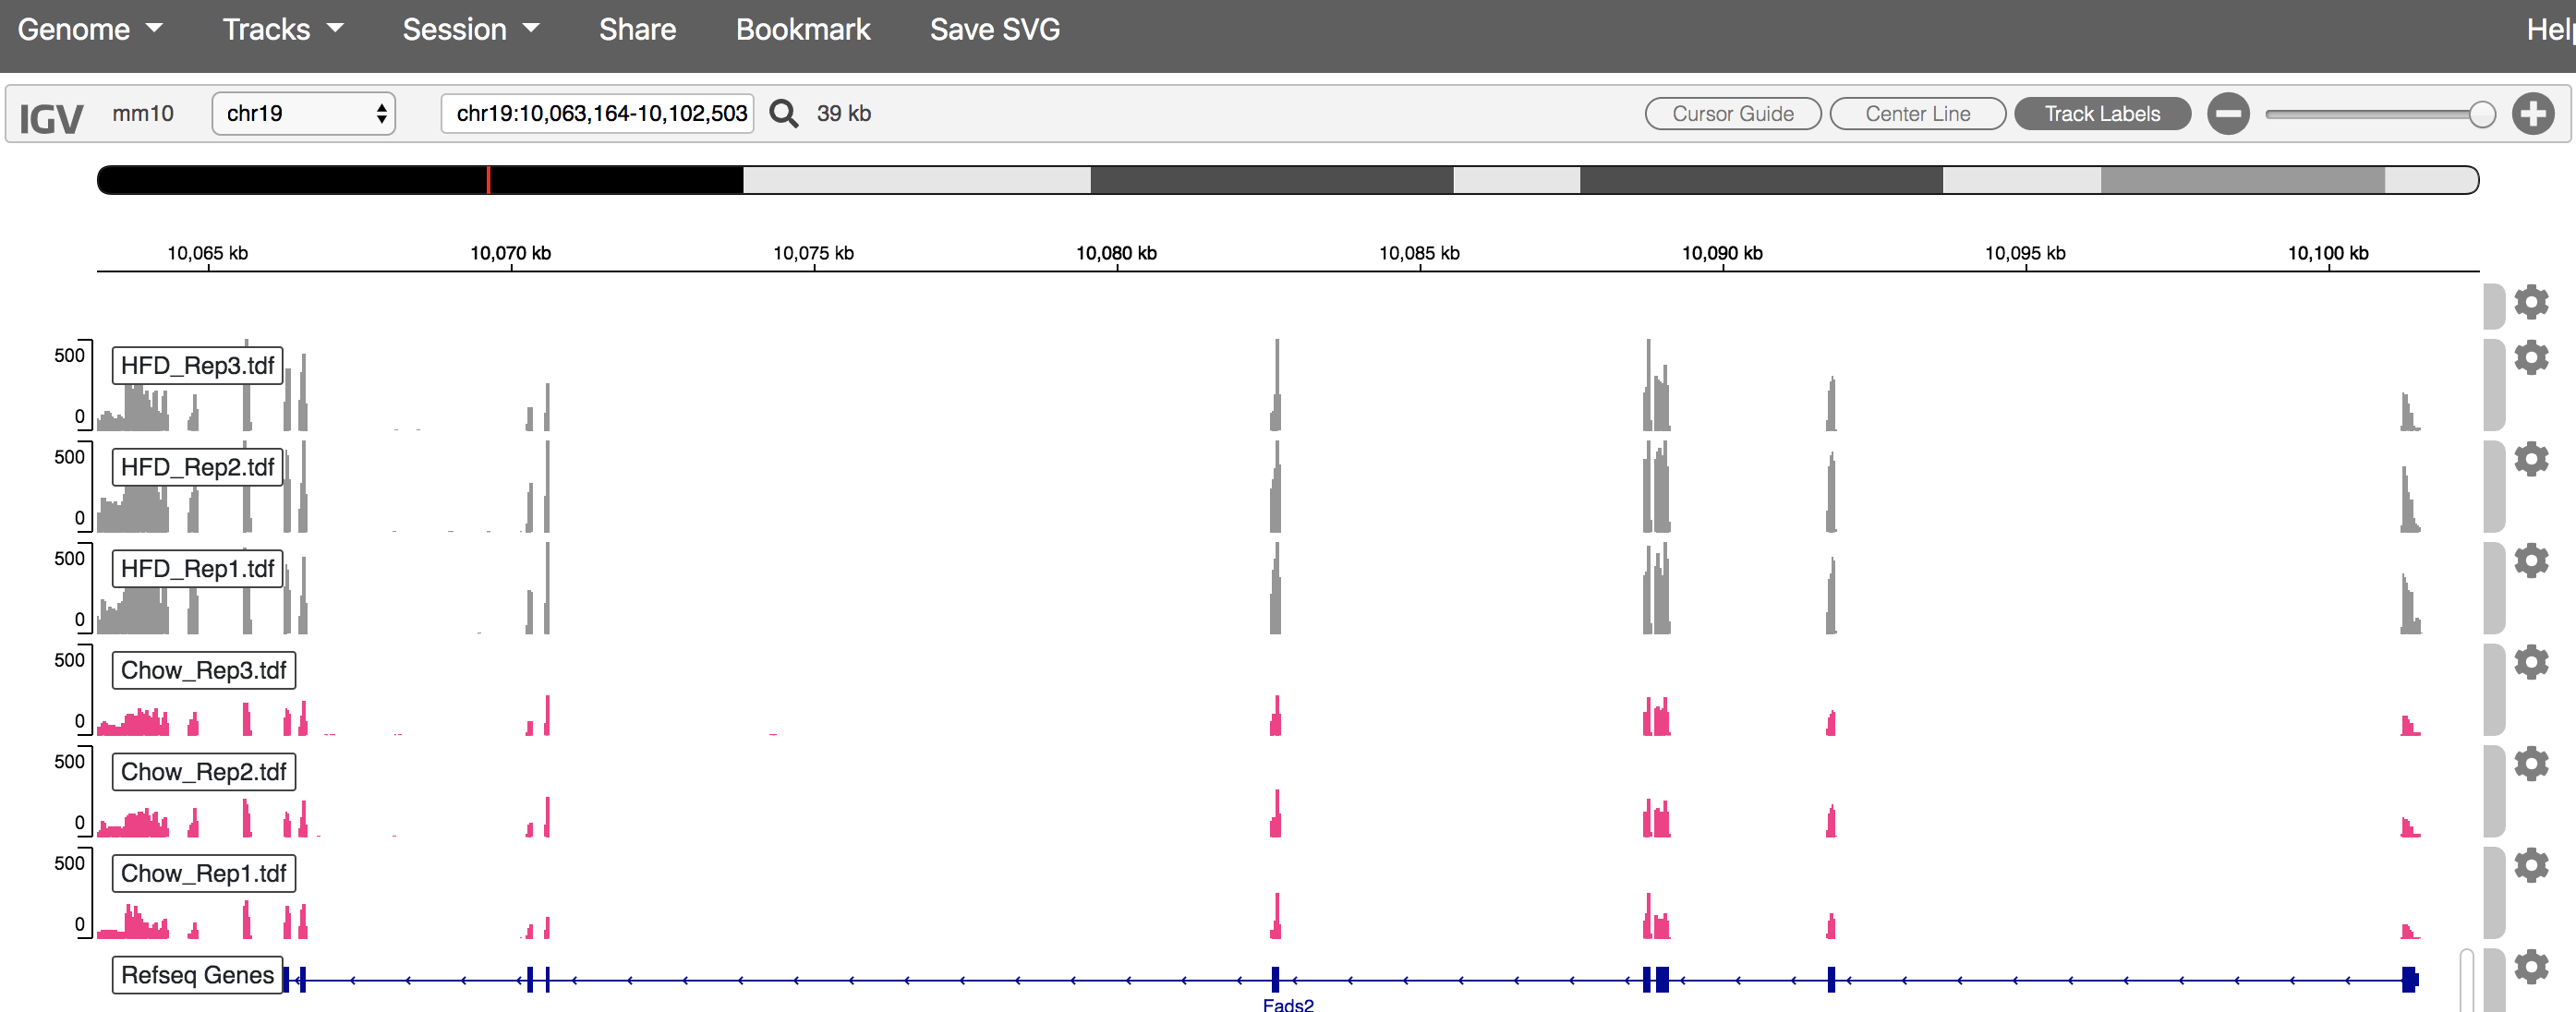 Genome Tracks Session Share Bookmark Save SVG Help
IGV mm10 chr19 chr19:10,063,164-10,102,503 39 kb Cursor Guide Center Line Track Labels
10,065 kb 10,070 kb 10,075 kb 10,080 kb 10,085 kb 10,090 kb 10,095 kb 10,100 kb
500
HFD_Rep3.tdf
0
500
HFD_Rep2.tdf
0
500
HFD_Rep1.tdf
0
500
Chow_Rep3.tdf
0
500
Chow_Rep2.tdf
0
500
Chow_Rep1.tdf
0
Refseq Genes
Fads2